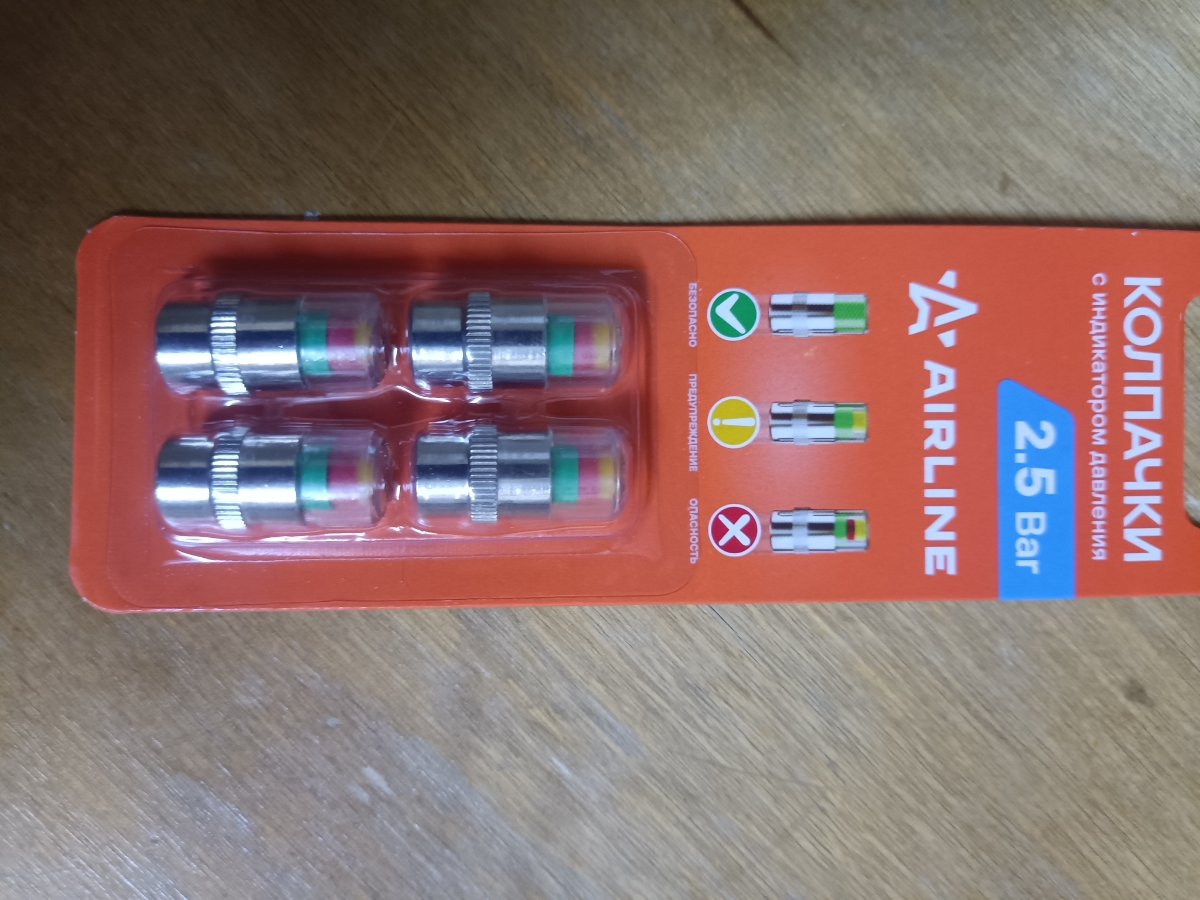 КОЛПАЧКИ
с индикатором давления
2.5 Bar
AIRLINE
БЕЗОПАСНО
ПРЕДУПРЕЖДЕНИЕ
ОПАСНОСТЬ